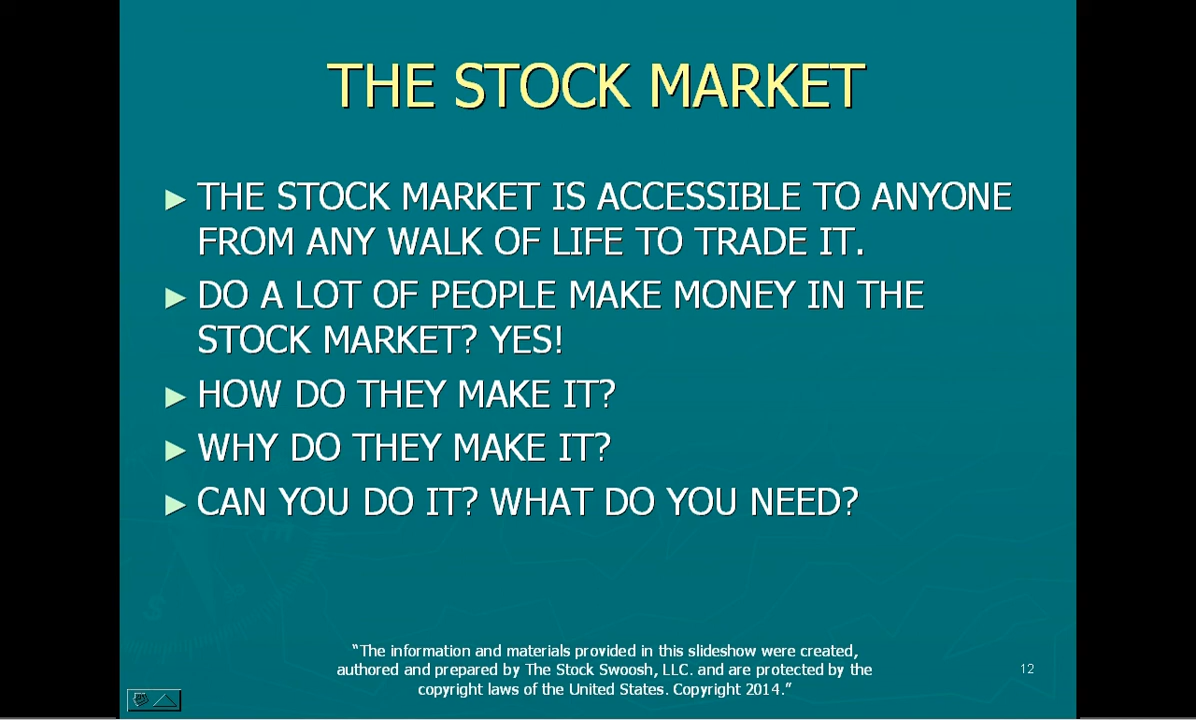 THE STOCK MARKET
► THE STOCK MARKET IS ACCESSIBLE TO ANYONE
FROM ANY WALK OF LIFE TO TRADE IT.
► DO A LOT OF PEOPLE MAKE MONEY IN THE
STOCK MARKET? YES!
► HOW DO THEY MAKE IT?
► WHY DO THEY MAKE IT?
► CAN YOU DO IT? WHAT DO YOU NEED?
“The information and materials provided in this slideshow were created,
authored and prepared by The Stock Swoosh, LLC. and are protected by the
copyright laws of the United States. Copyright 2014.”
12